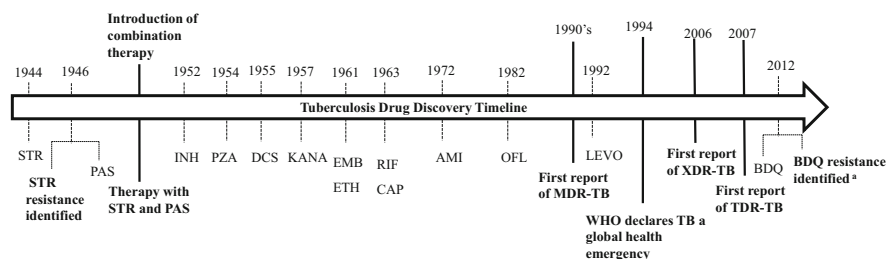 Introduction of
combination
therapy
1944
1946
1952
1954
1955
1957
1961
1963
1972
1982
1990's
1992
1994
2006
2007
2012
Tuberculosis Drug Discovery Timeline
STR
STR
resistance
identified
PAS
Therapy with
STR and PAS
INH
PZA
DCS
KANA
EMB
ETH
RIF
CAP
AMI
OFL
First report
of MDR-TB
LEVO
WHO declares TB a
global health
emergency
First report of
XDR-TB
First report
of TDR-TB
BDQ
BDQ resistance
identified a